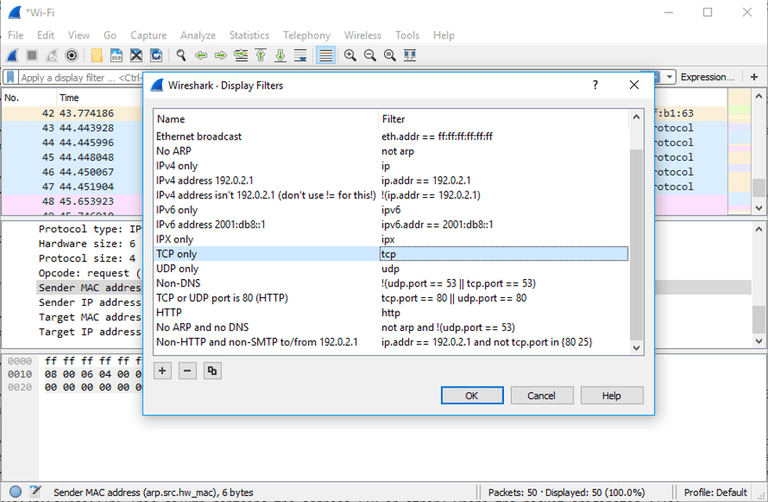 *Wi-Fi
File Edit View Go Capture Analyze Statistics Telephony Wireless Tools Help
Apply a display filter ... <Ctrl- Expression... +
No. Time
42 43.774186 f:b1:63
43 44.443928 rotocol
44 44.445996 rotocol
45 44.448048 rotocol
46 44.450067 rotocol
47 44.451904 rotocol
48 45.653923
Wireshark · Display Filters
Name Filter
Ethernet broadcast eth.addr == ff:ff:ff:ff:ff:ff
No ARP not arp
IPv4 only ip
IPv4 address 192.0.2.1 ip.addr == 192.0.2.1
IPv4 address isn't 192.0.2.1 (don't use != for this!) !(ip.addr == 192.0.2.1)
IPv6 only ipv6
IPv6 address 2001:db8::1 ipv6.addr == 2001:db8::1
IPX only ipx
TCP only tcp
UDP only udp
Non-DNS !(udp.port == 53 || tcp.port == 53)
TCP or UDP port is 80 (HTTP) tcp.port == 80 || udp.port == 80
HTTP http
No ARP and no DNS not arp and !(udp.port == 53)
Non-HTTP and non-SMTP to/from 192.0.2.1 ip.addr == 192.0.2.1 and not tcp.port in {80 25}
OK Cancel Help
Protocol type: IP
Hardware size: 6
Protocol size: 4
Opcode: request (
Sender MAC addres
Sender IP address
Target MAC addres
Target IP address
0000 ff ff ff ff ff f
0010 08 00 06 04 00 0
0020 00 00 00 00 00 0
Sender MAC address (arp.src.hw_mac), 6 bytes Packets: 50 · Displayed: 50 (100.0%) Profile: Default